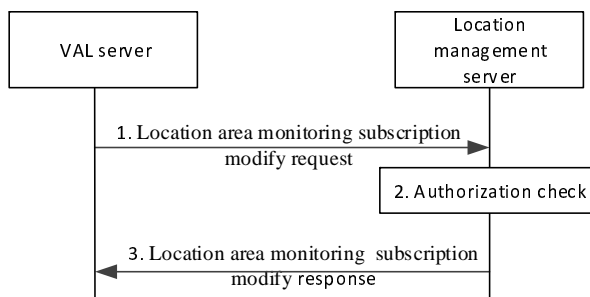 VAL server
Location
management
server
1. Location area monitoring subscription
modify request
2. Authorization check
3. Location area monitoring subscription
modify response